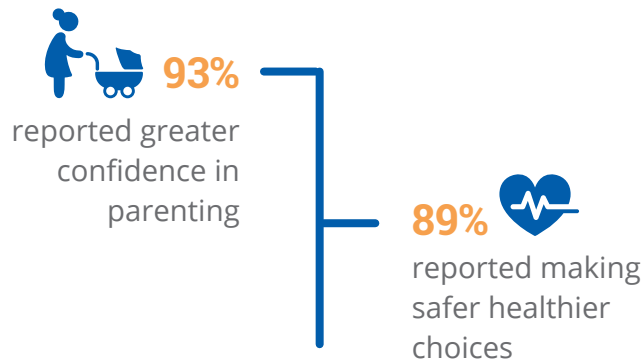 93%
reported greater
confidence in
parenting
89%
reported making
safer healthier
choices